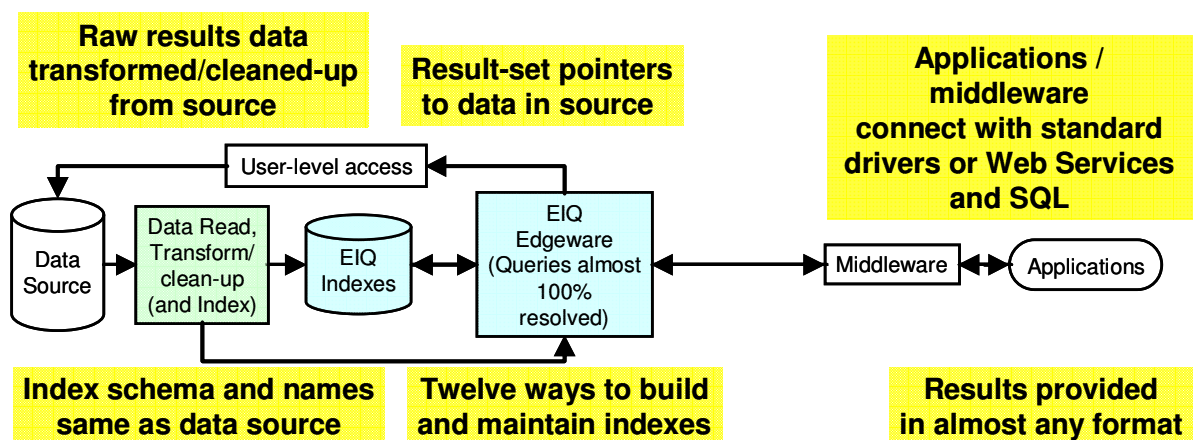 Raw results data
transformed/cleaned-up
from source
Result-set pointers
to data in source
Applications /
middleware
connect with standard
drivers or Web Services
and SQL
User-level access
Data
Source
Data Read,
Transform/
clean-up
(and Index)
EIQ
Indexes
EIQ
Edgeware
(Queries almost
100%
resolved)
Middleware
Applications
Index schema and names
same as data source
Twelve ways to build
and maintain indexes
Results provided
in almost any format